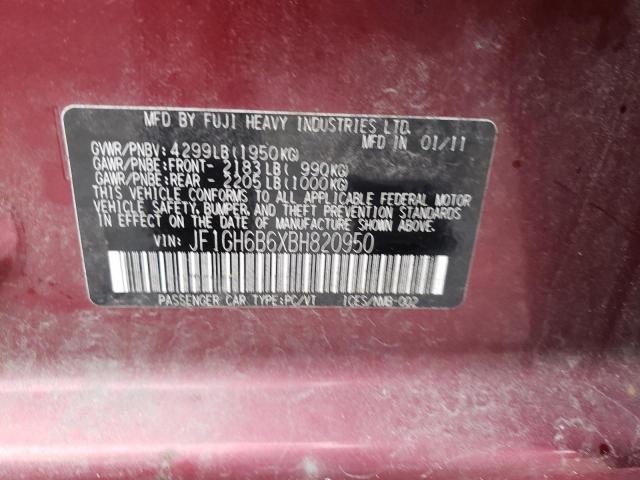 MFD BY FUJI HEAVY INDUSTRIES LTD.
MFD IN 01/11
GVWR/PNBV: 4299LB(1950KG)
GAWR/PNBE:FRONT- 2183LB( 990KG)
GAWR/PNBE:REAR - 2205LB(1000KG)
THIS VEHICLE CONFORMS TO ALL APPLICABLE FEDERAL MOTOR
VEHICLE SAFETY, BUMPER, AND THEFT PREVENTION STANDARDS
IN EFFECT ON THE DATE OF MANUFACTURE SHOWN ABOVE.
VIN: JF1GH6B6XBH820950
PASSENGER CAR TYPE:PC/VT ICES/NMB-002